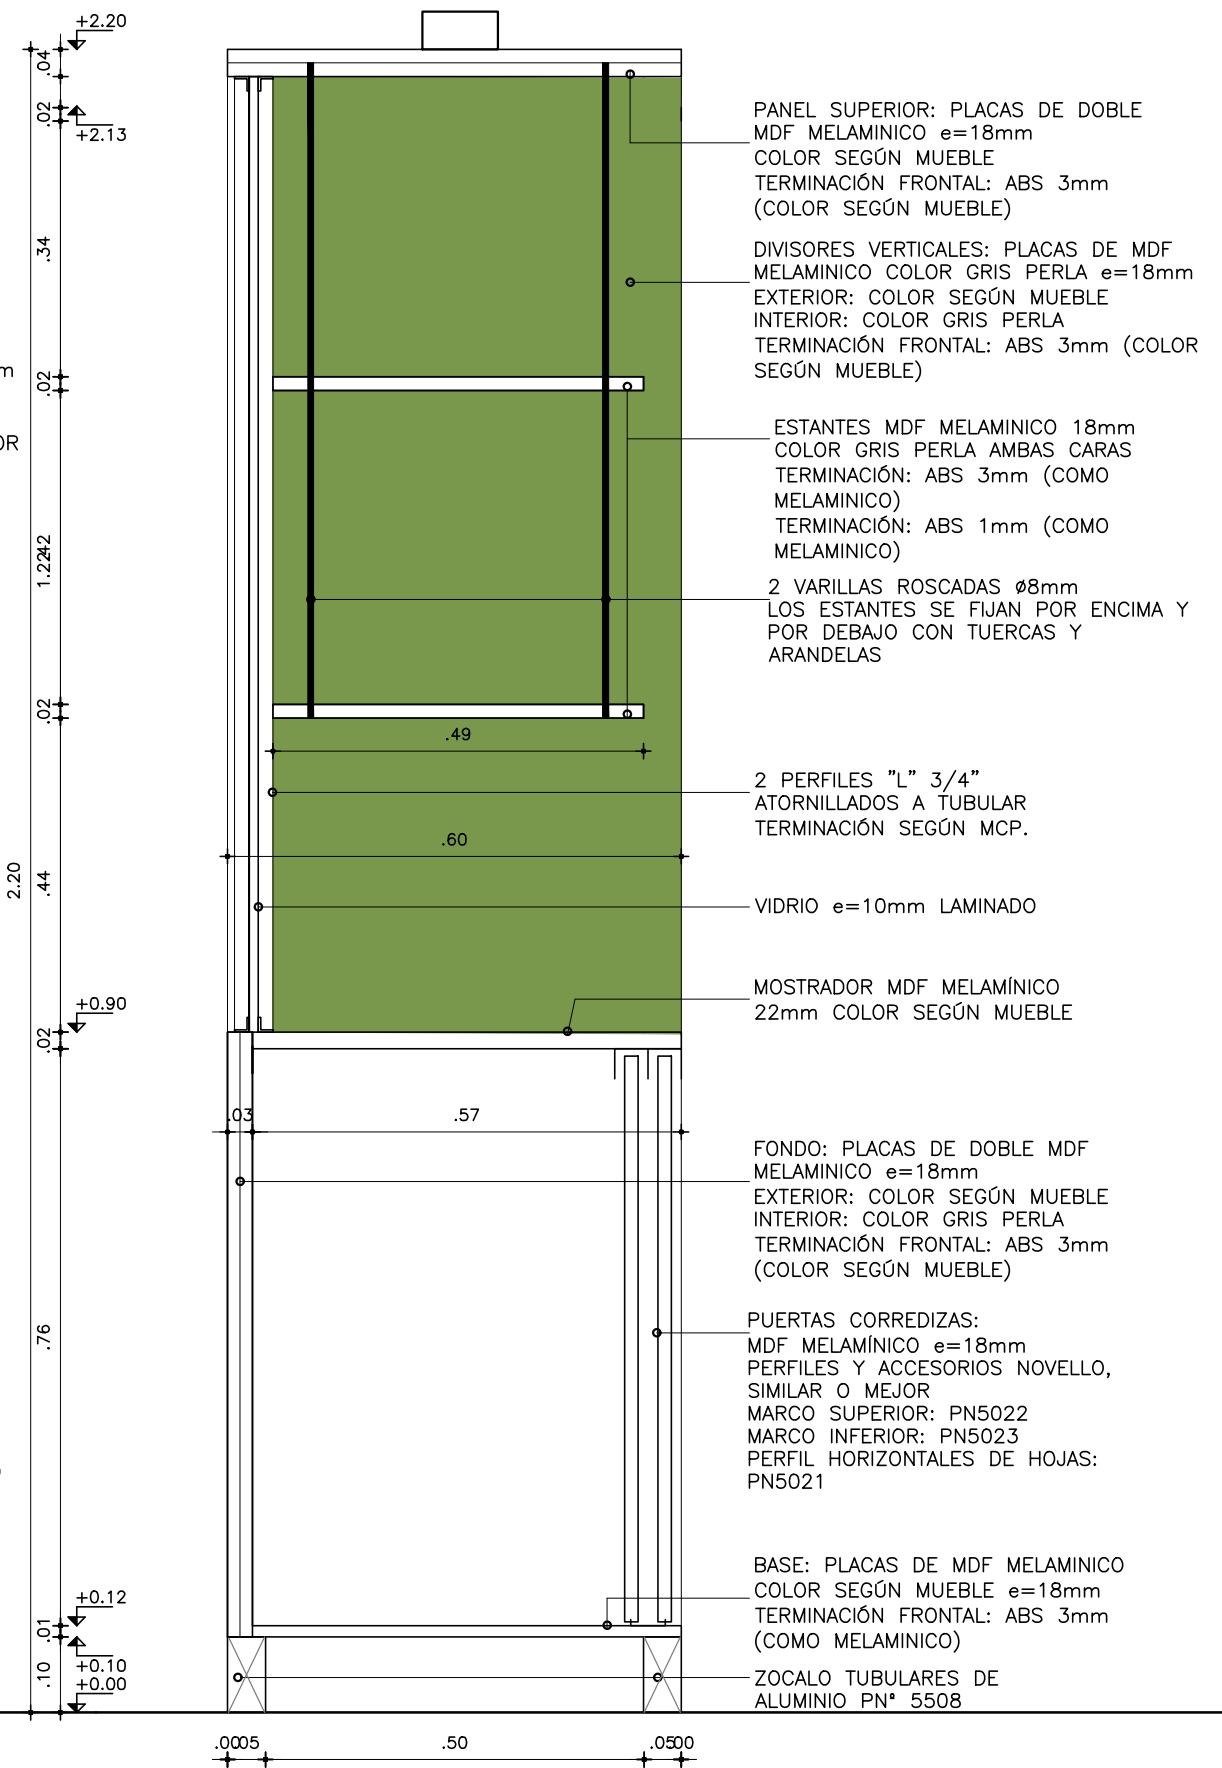 +2.20
.04
.02
+2.13
PANEL SUPERIOR: PLACAS DE DOBLE
MDF MELAMINICO e=18mm
COLOR SEGÚN MUEBLE
TERMINACIÓN FRONTAL: ABS 3mm
(COLOR SEGÚN MUEBLE)
.34
DIVISORES VERTICALES: PLACAS DE MDF
MELAMINICO COLOR GRIS PERLA e=18mm
EXTERIOR: COLOR SEGÚN MUEBLE
INTERIOR: COLOR GRIS PERLA
TERMINACIÓN FRONTAL: ABS 3mm (COLOR
SEGÚN MUEBLE)
m
.02
OR
ESTANTES MDF MELAMINICO 18mm
COLOR GRIS PERLA AMBAS CARAS
TERMINACIÓN: ABS 3mm (COMO
MELAMINICO)
TERMINACIÓN: ABS 1mm (COMO
MELAMINICO)
2 VARILLAS ROSCADAS ø8mm
LOS ESTANTES SE FIJAN POR ENCIMA Y
POR DEBAJO CON TUERCAS Y
ARANDELAS
.02
.49
2 PERFILES "L" 3/4"
ATORNILLADOS A TUBULAR
TERMINACIÓN SEGÚN MCP.
.60
2.20
.44
VIDRIO e=10mm LAMINADO
+0.90
MOSTRADOR MDF MELAMÍNICO
22mm COLOR SEGÚN MUEBLE
.02
.03
.57
FONDO: PLACAS DE DOBLE MDF
MELAMINICO e=18mm
EXTERIOR: COLOR SEGÚN MUEBLE
INTERIOR: COLOR GRIS PERLA
TERMINACIÓN FRONTAL: ABS 3mm
(COLOR SEGÚN MUEBLE)
.76
PUERTAS CORREDIZAS:
MDF MELAMÍNICO e=18mm
PERFILES Y ACCESORIOS NOVELLO,
SIMILAR O MEJOR
MARCO SUPERIOR: PN5022
MARCO INFERIOR: PN5023
PERFIL HORIZONTALES DE HOJAS:
PN5021
+0.12
.01
BASE: PLACAS DE MDF MELAMINICO
COLOR SEGÚN MUEBLE e=18mm
TERMINACIÓN FRONTAL: ABS 3mm
(COMO MELAMINICO)
+0.10
.10
+0.00
ZOCALO TUBULARES DE
ALUMINIO PNº 5508
.50